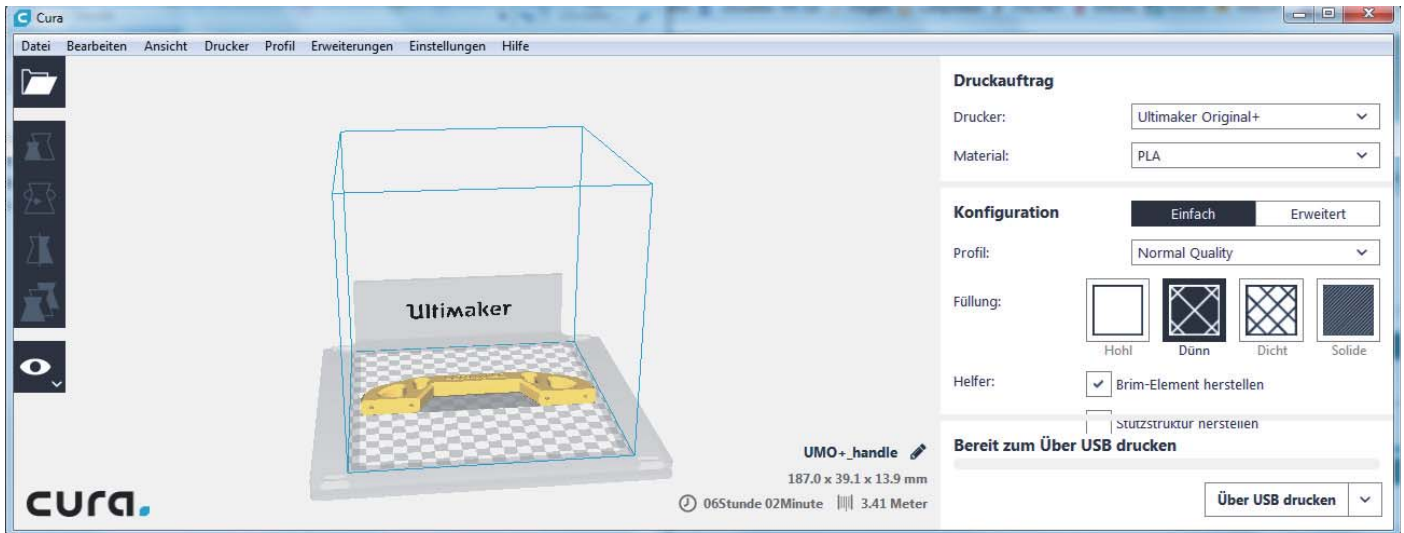 Cura
Datei Bearbeiten Ansicht Drucker Profil Erweiterungen Einstellungen Hilfe
Druckauftrag
Drucker: Ultimaker Original+
Material: PLA
Konfiguration Einfach Erweitert
Profil: Normal Quality
Füllung:
Hohl Dünn Dicht Solide
Helfer: Brim-Element herstellen
Stützstruktur herstellen
Bereit zum Über USB drucken
Über USB drucken
Ultimaker
UMO+_handle
187.0 x 39.1 x 13.9 mm
06Stunde 02Minute 3.41 Meter
cura.